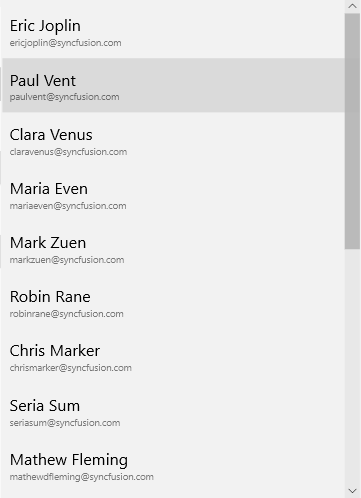 Eric Joplin
ericjoplin@syncfusion.com
Paul Vent
paulvent@syncfusion.com
Clara Venus
claravenus@syncfusion.com
Maria Even
mariaeven@syncfusion.com
Mark Zuen
markzuen@syncfusion.com
Robin Rane
robinrane@syncfusion.com
Chris Marker
chrismarker@syncfusion.com
Seria Sum
seriasum@syncfusion.com
Mathew Fleming
mathewdfleming@syncfusion.com